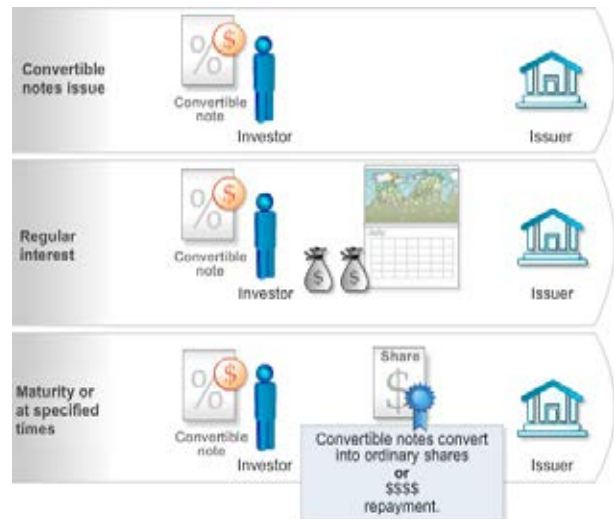 Convertible
notes issue
%
$
Convertible
note
Investor
Issuer
Regular
interest
%
$
Convertible
note
Investor
$
$
July
Issuer
Maturity or
at specified
times
%
$
Convertible
note
Investor
Share
$
Convertible notes convert
into ordinary shares
or
$$$$
repayment.
Issuer